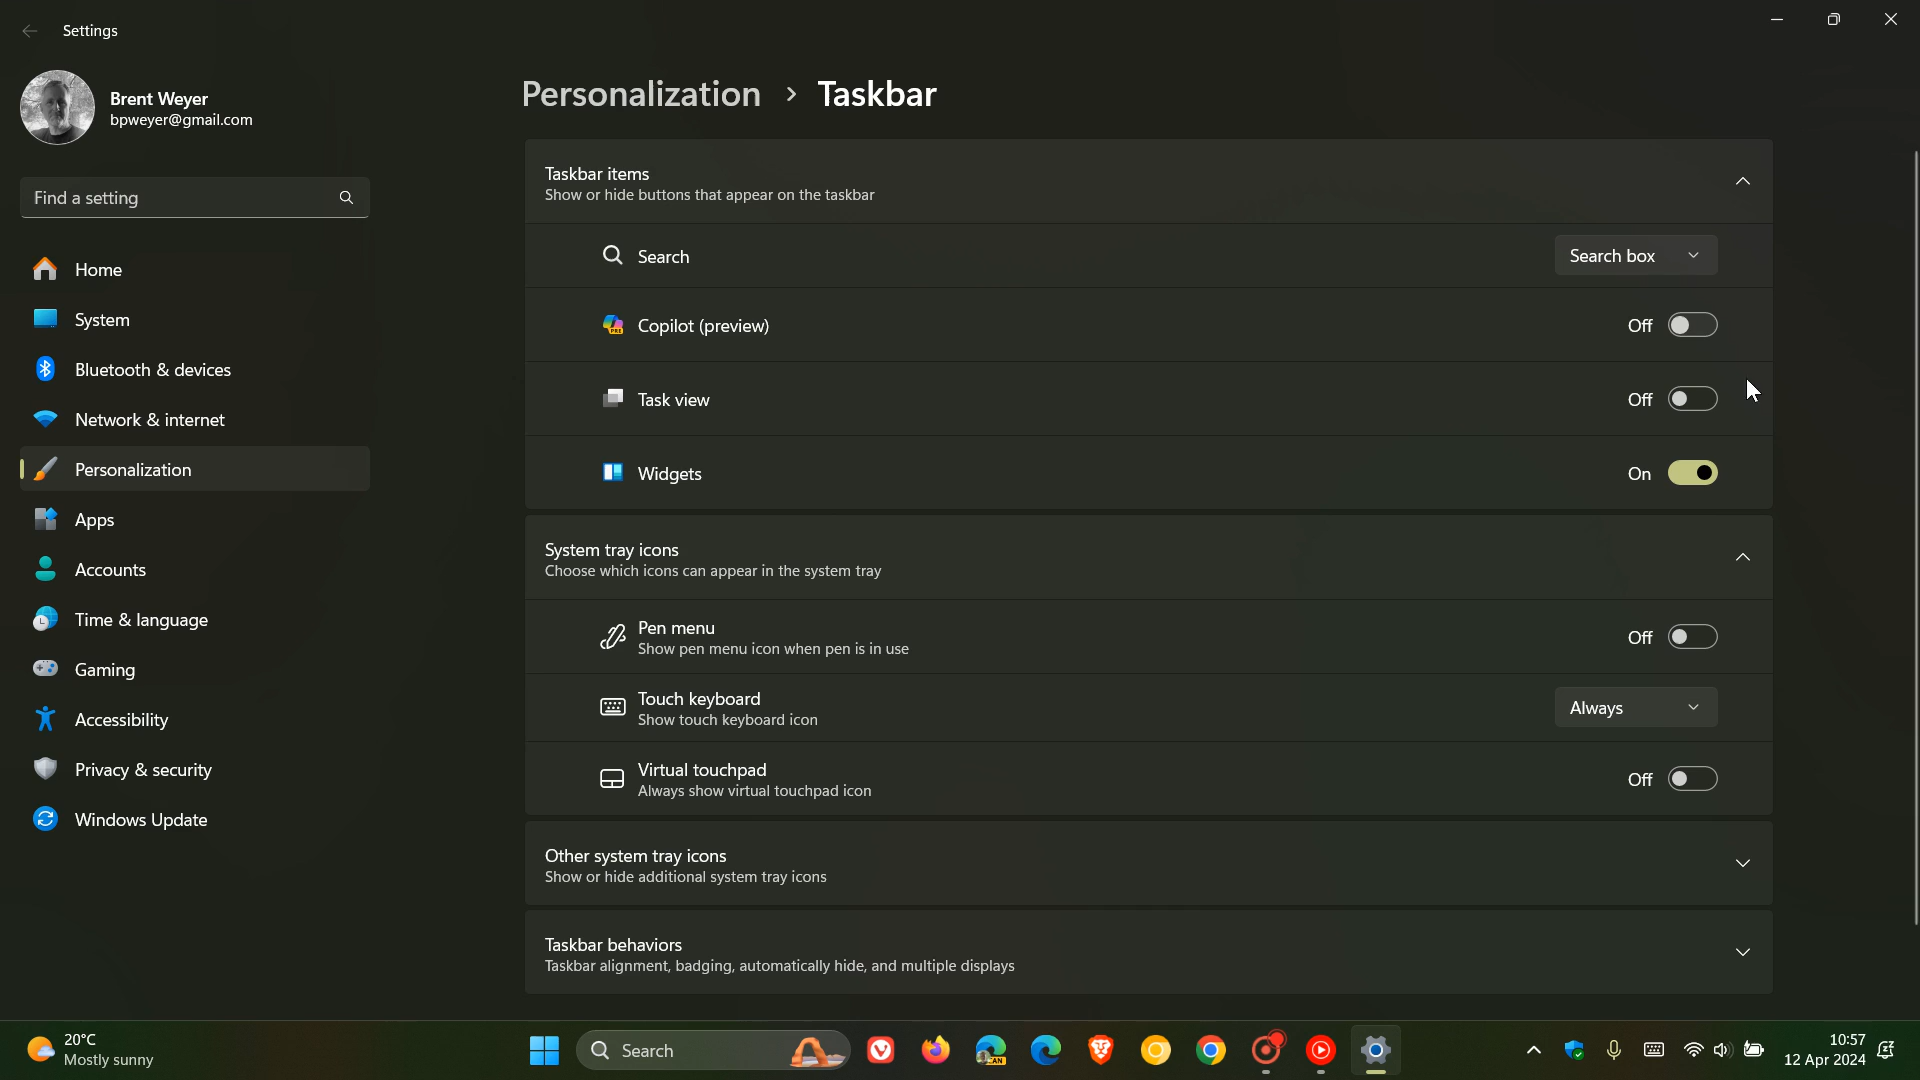 Settings
Brent Weyer
bpweyer@gmail.com
Find a setting
Home
System
Bluetooth & devices
Network & internet
Personalization
Apps
Accounts
Time & language
Gaming
Accessibility
Privacy & security
Windows Update
Personalization > Taskbar
Taskbar items
Show or hide buttons that appear on the taskbar
Search Search box
Copilot (preview) Off
Task view Off
Widgets On
System tray icons
Choose which icons can appear in the system tray
Pen menu
Show pen menu icon when pen is in use
Off
Touch keyboard
Show touch keyboard icon
Always
Virtual touchpad
Always show virtual touchpad icon
Off
Other system tray icons
Show or hide additional system tray icons
Taskbar behaviors
Taskbar alignment, badging, automatically hide, and multiple displays
20°C
Mostly sunny
Search
CAN
10:57
12 Apr 2024